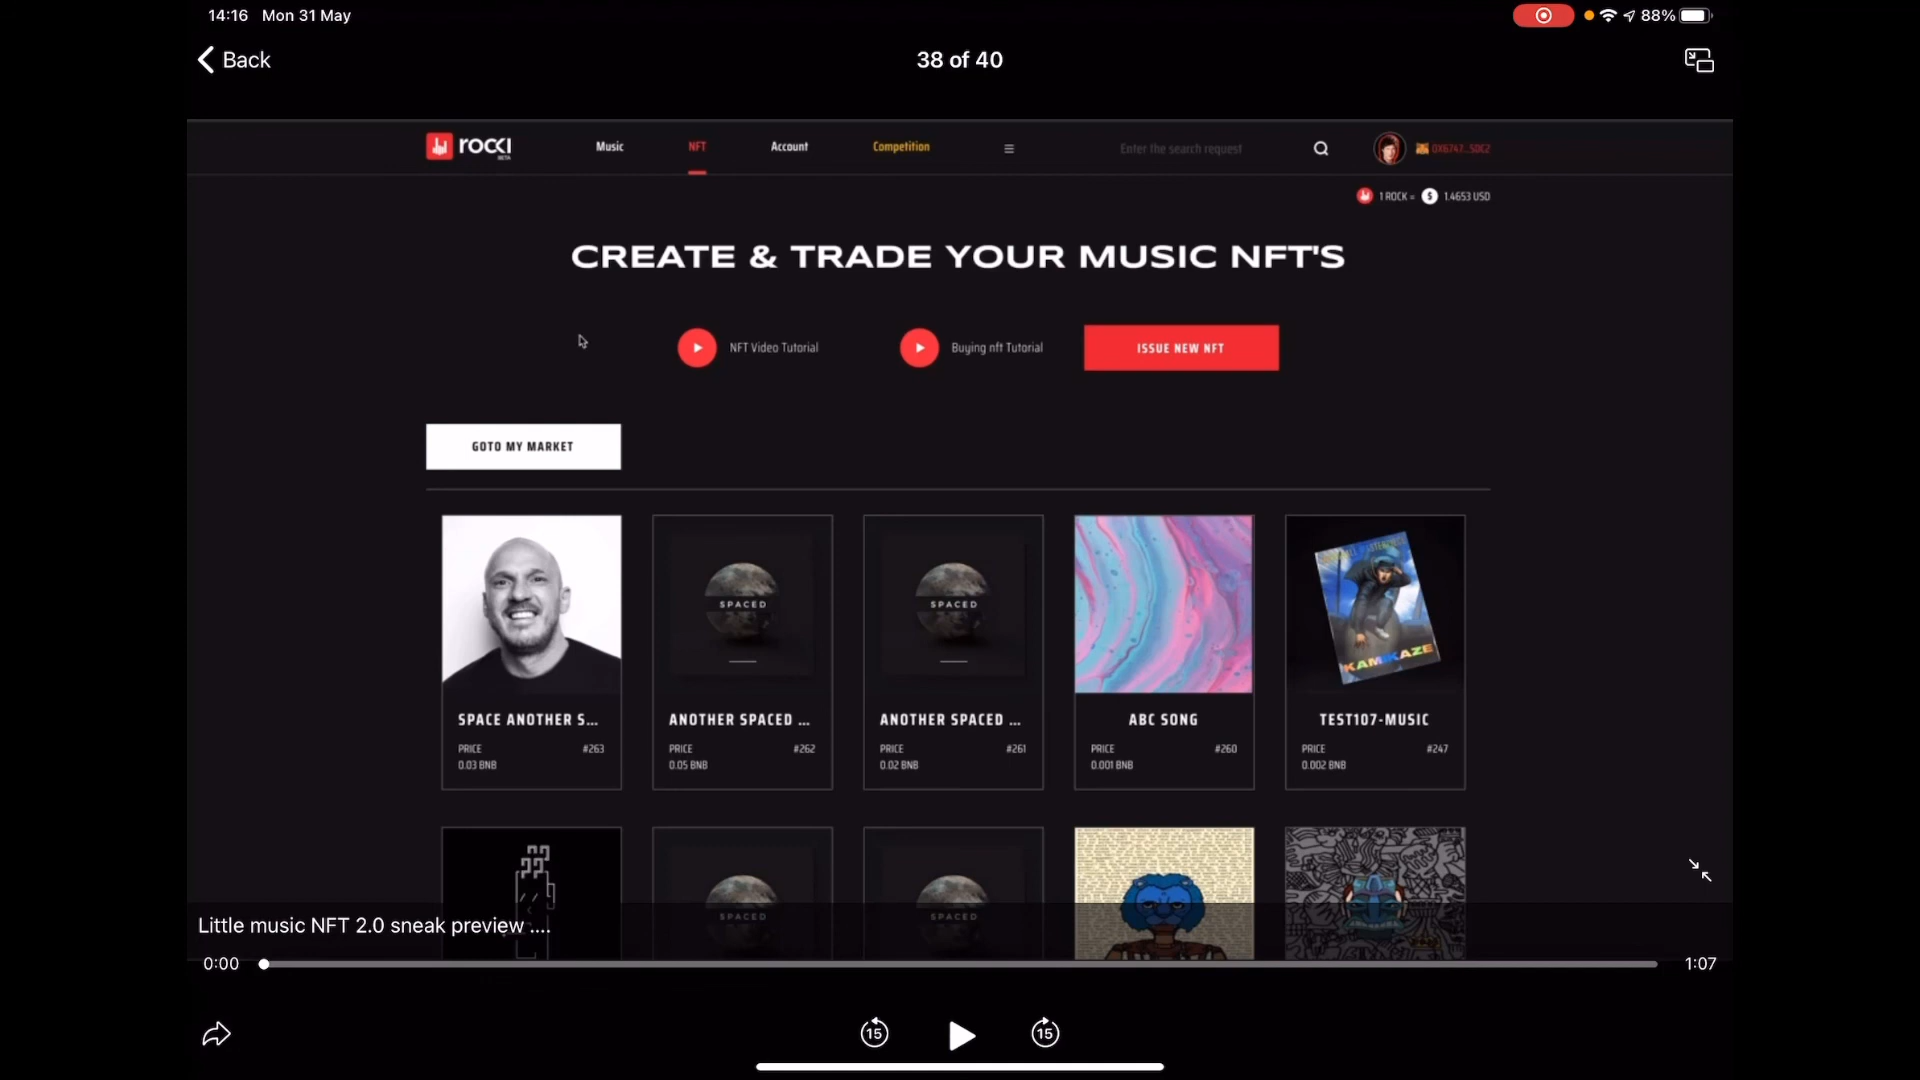 14:16 Mon 31 May 88%
Back 38 of 40
rocki Music NFT Account Competition Enter the search request 0X6747...50C2
BETA
1 ROCK = $ 1.4653 USD
CREATE & TRADE YOUR MUSIC NFT'S
NFT Video Tutorial Buying nft Tutorial ISSUE NEW NFT
GOTO MY MARKET
SPACED SPACED
KAMIKAZE
SPACE ANOTHER S... ANOTHER SPACED ... ANOTHER SPACED ... ABC SONG TEST107-MUSIC
PRICE #263 PRICE #262 PRICE #261 PRICE #260 PRICE #247
0.03 BNB 0.05 BNB 0.02 BNB 0.001 BNB 0.002 BNB
SPACED SPACED
Little music NFT 2.0 sneak preview ....
0:00 1:07
15 15